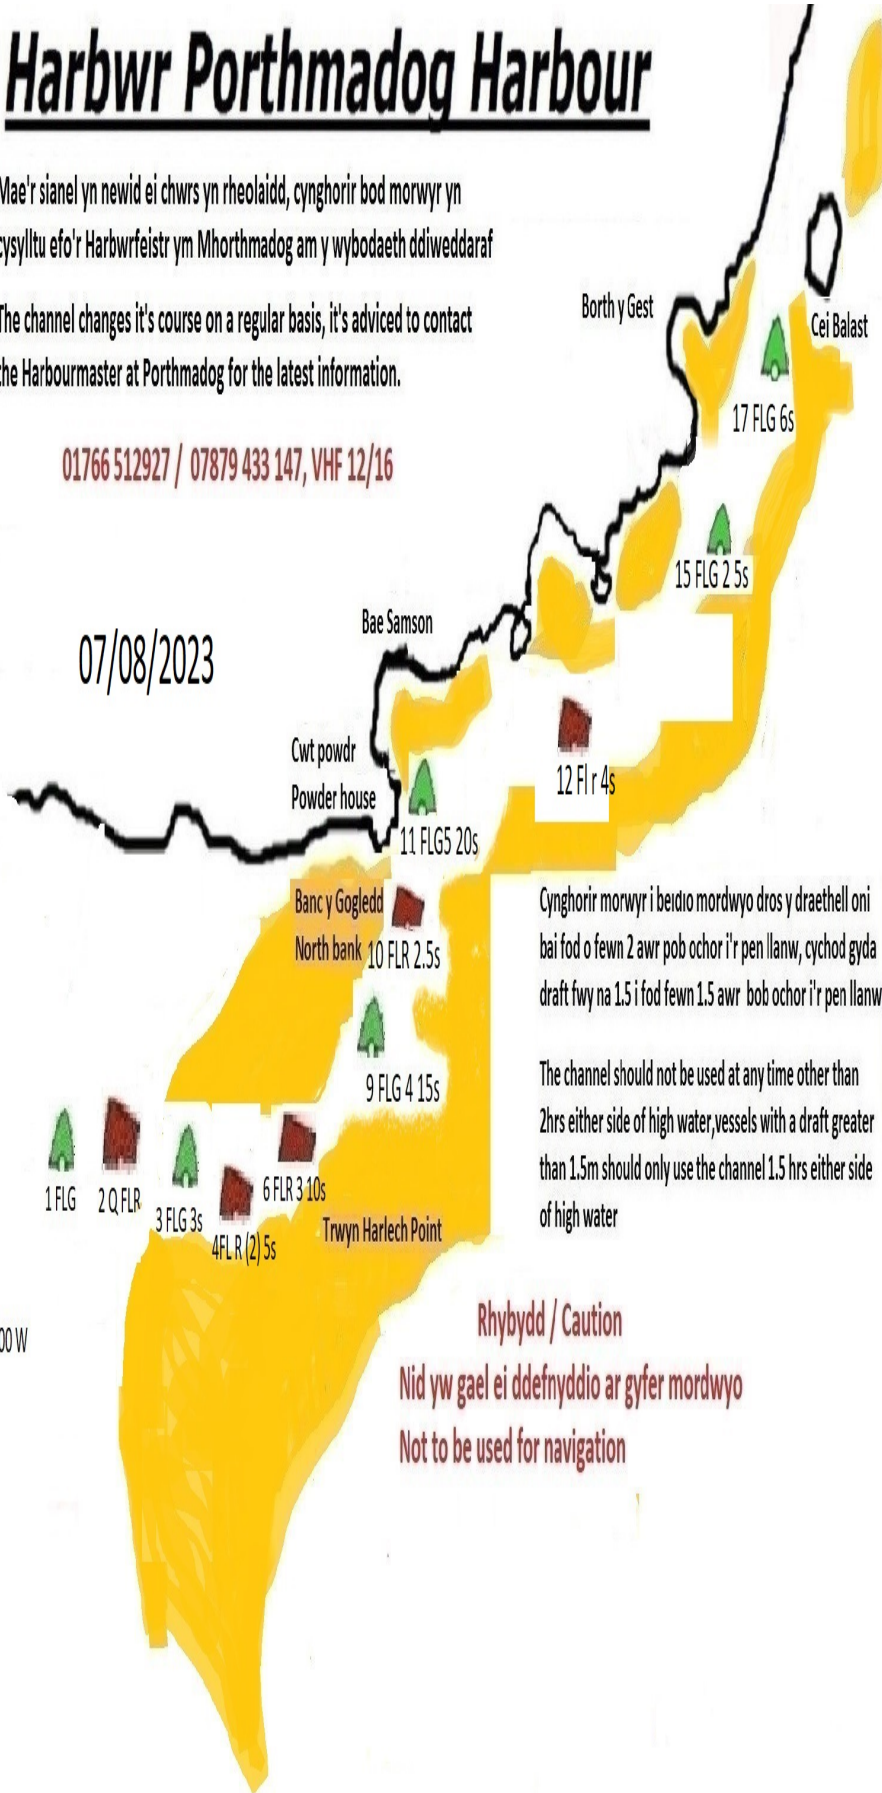 Harbwr Porthmadog Harbour
Mae'r sianel yn newid ei chwrs yn rheolaidd, cynghorir bod morwyr yn
cysylltu efo'r Harbwrfeistr ym Mhorthmadog am y wybodaeth ddiweddaraf
The channel changes it's course on a regular basis, it's adviced to contact
the Harbourmaster at Porthmadog for the latest information.
01766 512927 / 07879 433 147, VHF 12/16
07/08/2023
Borth y Gest
Cei Balast
17 FLG 6s
15 FLG 2 5s
Bae Samson
12 Fl r 4s
Cwt powdr
Powder house
11 FLG5 20s
Banc y Gogledd
North bank
10 FLR 2.5s
9 FLG 4 15s
1 FLG
2 Q FLR
3 FLG 3s
4FL R (2) 5s
6 FLR 3 10s
Trwyn Harlech Point
Cynghorir morwyr i beidio mordwyo dros y draethell oni
bai fod o fewn 2 awr pob ochor i'r pen llanw, cychod gyda
draft fwy na 1.5 i fod fewn 1.5 awr bob ochor i'r pen llanw
The channel should not be used at any time other than
2hrs either side of high water,vessels with a draft greater
than 1.5m should only use the channel 1.5 hrs either side
of high water
00 W
Rhybydd / Caution
Nid yw gael ei ddefnyddio ar gyfer mordwyo
Not to be used for navigation